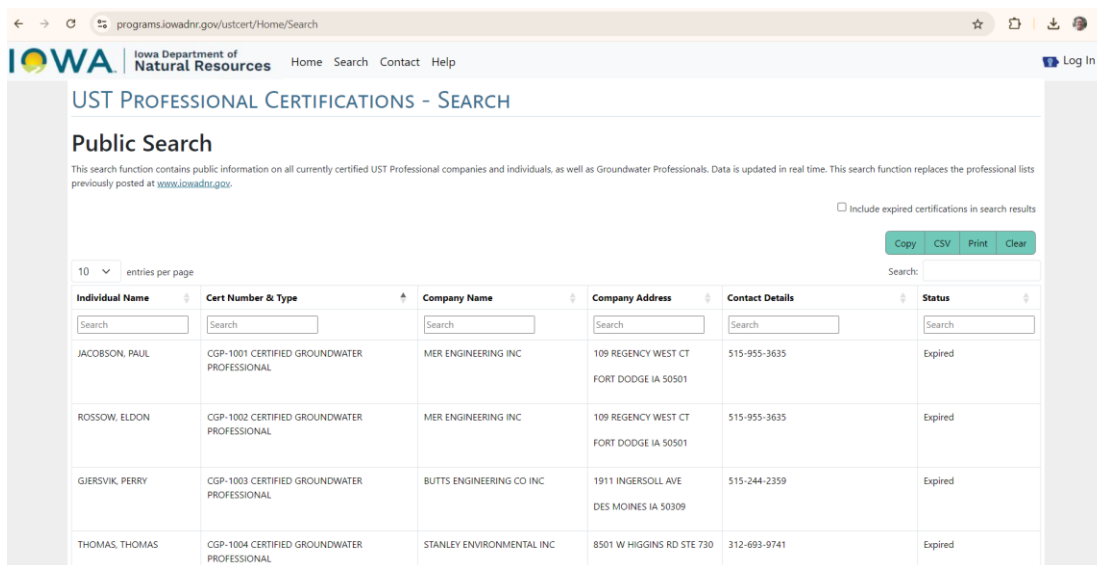 programs.iowadnr.gov/ustcert/Home/Search
IOWA
Iowa Department of
Natural Resources
Home Search Contact Help
Log In
UST Professional Certifications - Search
Public Search
This search function contains public information on all currently certified UST Professional companies and individuals, as well as Groundwater Professionals. Data is updated in real time. This search function replaces the professional lists
previously posted at www.iowadnr.gov.
Include expired certifications in search results
Copy CSV Print Clear
10 entries per page
Search:
Individual Name Cert Number & Type Company Name Company Address Contact Details Status
Search Search Search Search Search Search
JACOBSON, PAUL CGP-1001 CERTIFIED GROUNDWATER MER ENGINEERING INC 109 REGENCY WEST CT 515-955-3635 Expired
PROFESSIONAL
FORT DODGE IA 50501
ROSSOW, ELDON CGP-1002 CERTIFIED GROUNDWATER MER ENGINEERING INC 109 REGENCY WEST CT 515-955-3635 Expired
PROFESSIONAL
FORT DODGE IA 50501
GJERSVIK, PERRY CGP-1003 CERTIFIED GROUNDWATER BUTTS ENGINEERING CO INC 1911 INGERSOLL AVE 515-244-2359 Expired
PROFESSIONAL
DES MOINES IA 50309
THOMAS, THOMAS CGP-1004 CERTIFIED GROUNDWATER STANLEY ENVIRONMENTAL INC 8501 W HIGGINS RD STE 730 312-693-9741 Expired
PROFESSIONAL